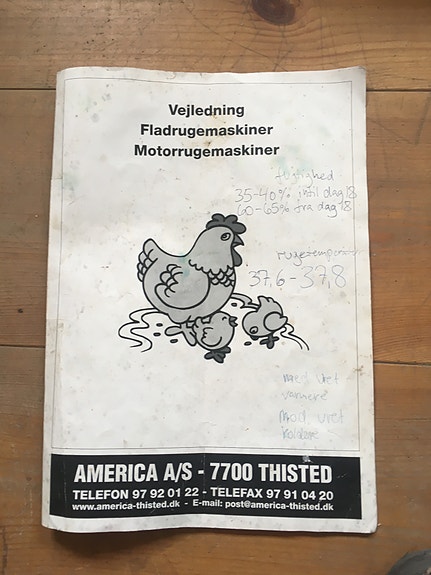 Vejledning
Fladrugemaskiner
Motorrugemaskiner
fugtighed
35-40% indtil dag 18
60-65% fra dag 18
rugetemperatur
37,6-37,8
med uret
varmere
mod uret
koldere
AMERICA A/S - 7700 THISTED
TELEFON 97 92 01 22 - TELEFAX 97 91 04 20
www.america-thisted.dk - E-mail: post@america-thisted.dk